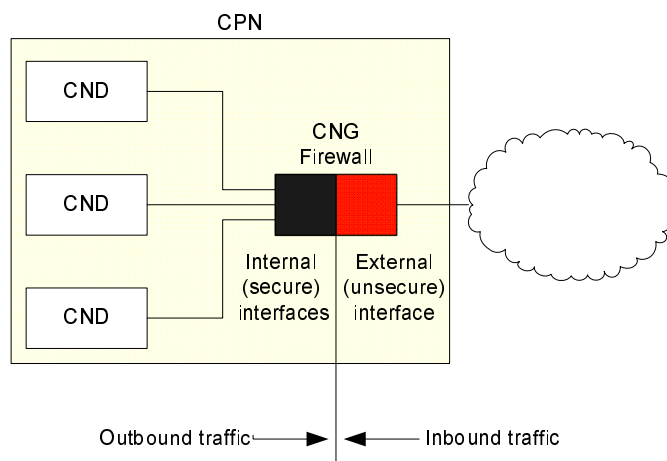 CPN
CND
CNG
Firewall
CND
Internal
(secure)
interfaces
External
(unsecure)
interface
CND
Outbound traffic
Inbound traffic